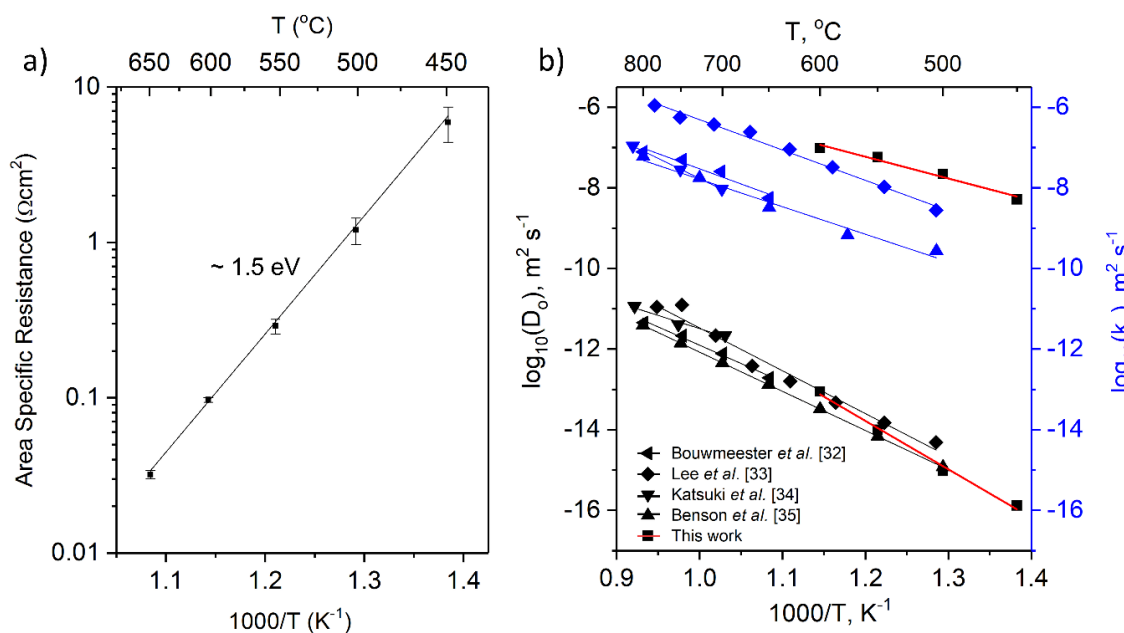 a)
T (°C)
650 600 550 500 450
Area Specific Resistance (Ωcm²)
10
1
0.1
0.01
~ 1.5 eV
1.1 1.2 1.3 1.4
1000/T (K⁻¹)
b)
T, °C
800 700 600 500
log₁₀(D₀), m² s⁻¹
-6
-8
-10
-12
-14
-16
Bouwmeester et al. [32]
Lee et al. [33]
Katsuki et al. [34]
Benson et al. [35]
This work
0.9 1.0 1.1 1.2 1.3 1.4
1000/T, K⁻¹
-6
-8
-10
-12
-14
-16
(k ), m² s⁻¹